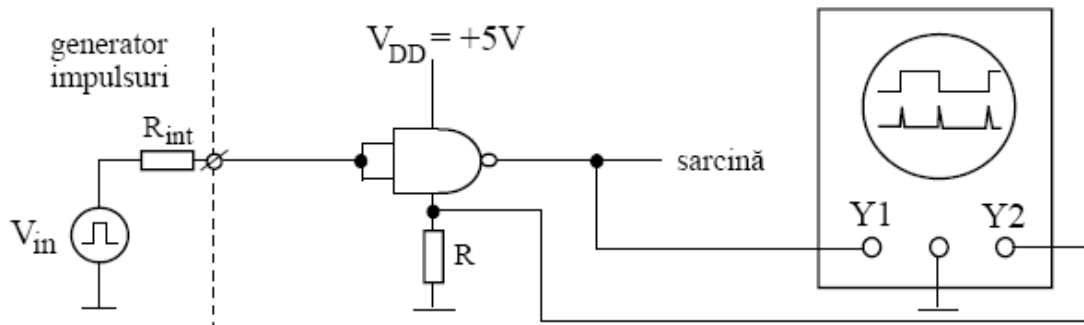 generator
impulsuri
V_DD = +5V
R_int
sarcină
V_in
R
Y1
Y2